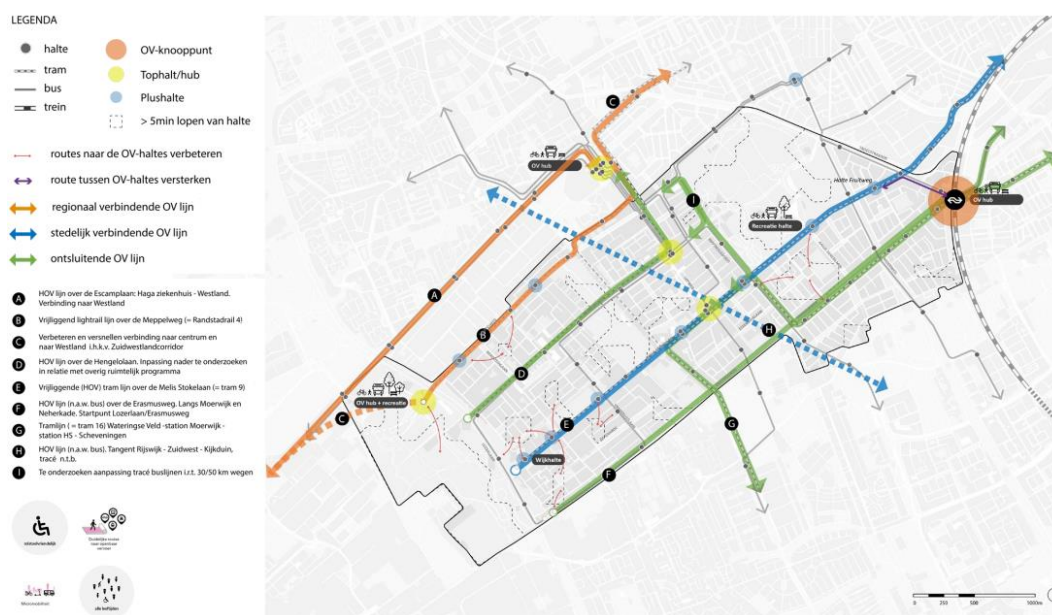 LEGENDA
halte
tram
bus
trein
OV-knooppunt
Tophalt/hub
Plushalte
> 5min lopen van halte
routes naar de OV-haltes verbeteren
route tussen OV-haltes versterken
regionaal verbindende OV lijn
stedelijk verbindende OV lijn
ontsluitende OV lijn
A HOV lijn over de Escamplaan: Haga ziekenhuis - Westland.
Verbinding naar Westland
B Vrijliggend lightrail lijn over de Meppelweg (= Randstadrail 4)
C Verbeteren en versnellen verbinding naar centrum en
naar Westland i.h.k.v. Zuidwestlandcorridor
D HOV lijn over de Hengelolaan. Inpassing nader te onderzoeken
in relatie met overig ruimtelijk programma
E Vrijliggende (HOV) tram lijn over de Melis Stokelaan (= tram 9)
F HOV lijn (n.a.w. bus) over de Erasmusweg. Langs Moerwijk en
Neherkade. Startpunt Lozerlaan/Erasmusweg
G Tramlijn ( = tram 16) Wateringse Veld -station Moerwijk -
station HS - Scheveningen
H HOV lijn (n.a.w. bus). Tangent Rijswijk - Zuidwest - Kijkduin,
tracé n.t.b.
I Te onderzoeken aanpassing tracé buslijnen i.r.t. 30/50 km wegen
alle leeftijden
C
OV hub
A
I
Halte Fruitweg
OV hub
Recreatie halte
B
H
D
OV hub + recreatie
C
E
G
Wijkhalte
F
0 250 500 1000m